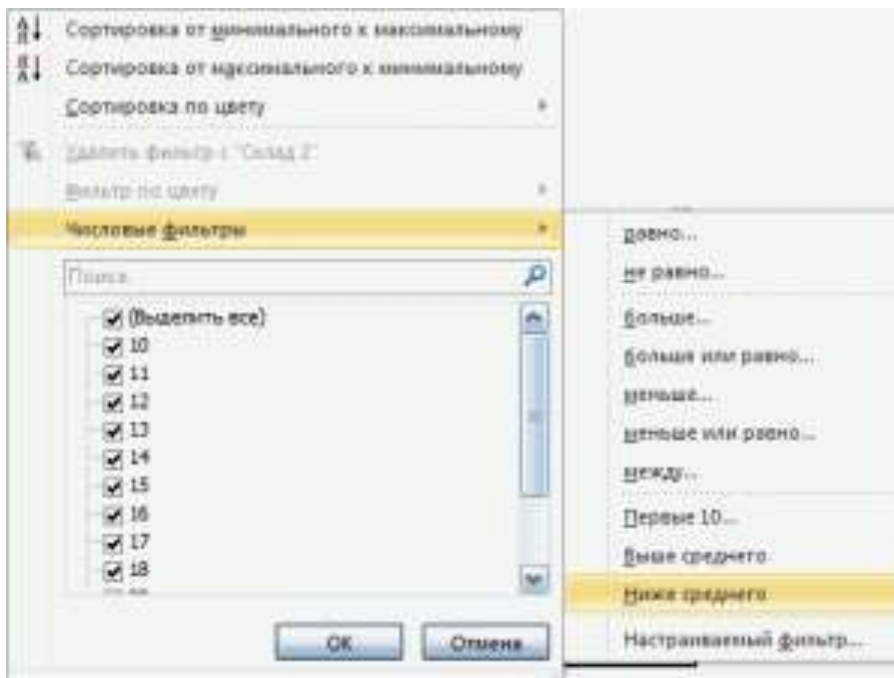 Сортировка от минимального к максимальному
Сортировка от максимального к минимальному
Сортировка по цвету
Удалить фильтр с "Склад 2"
Фильтр по цвету
Числовые фильтры
Поиск
(Выделить все)
10
11
12
13
14
15
16
17
18
ОК
Отмена
равно...
не равно...
больше...
больше или равно...
меньше...
меньше или равно...
между...
Первые 10...
Выше среднего
Ниже среднего
Настраиваемый фильтр...